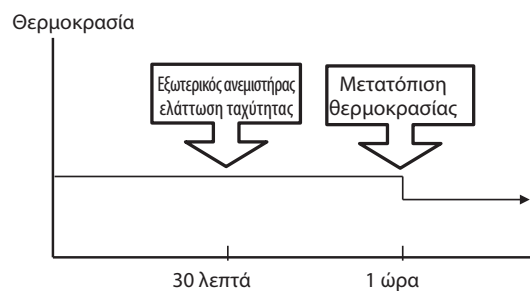 Θερμοκρασία
Εξωτερικός ανεμιστήρας
ελάττωση ταχύτητας
Μετατόπιση
θερμοκρασίας
30 λεπτά
1 ώρα